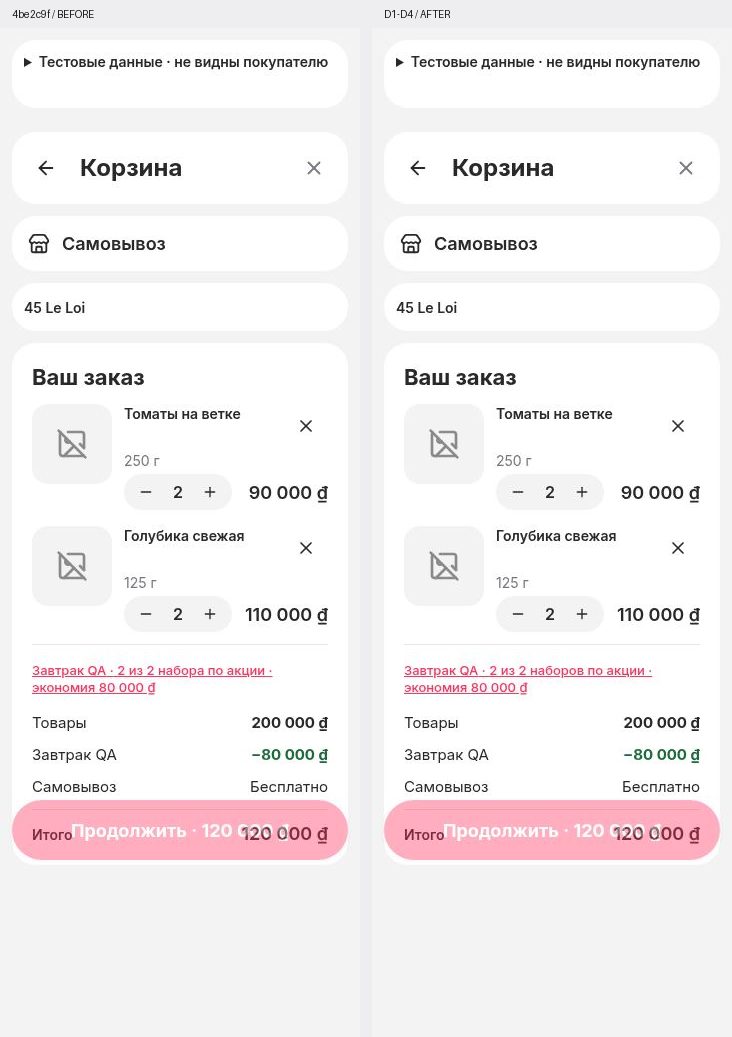 4be2c9f / BEFORE
Тестовые данные · не видны покупателю
Корзина
Самовывоз
45 Le Loi
Ваш заказ
Томаты на ветке
250 г
2
90 000 ₫
Голубика свежая
125 г
2
110 000 ₫
Завтрак QA · 2 из 2 набора по акции ·
экономия 80 000 ₫
Товары 200 000 ₫
Завтрак QA −80 000 ₫
Самовывоз Бесплатно
Итого 120 000 ₫
Продолжить · 120 000 ₫
D1-D4 / AFTER
Тестовые данные · не видны покупателю
Корзина
Самовывоз
45 Le Loi
Ваш заказ
Томаты на ветке
250 г
2
90 000 ₫
Голубика свежая
125 г
2
110 000 ₫
Завтрак QA · 2 из 2 наборов по акции ·
экономия 80 000 ₫
Товары 200 000 ₫
Завтрак QA −80 000 ₫
Самовывоз Бесплатно
Итого 120 000 ₫
Продолжить · 120 000 ₫